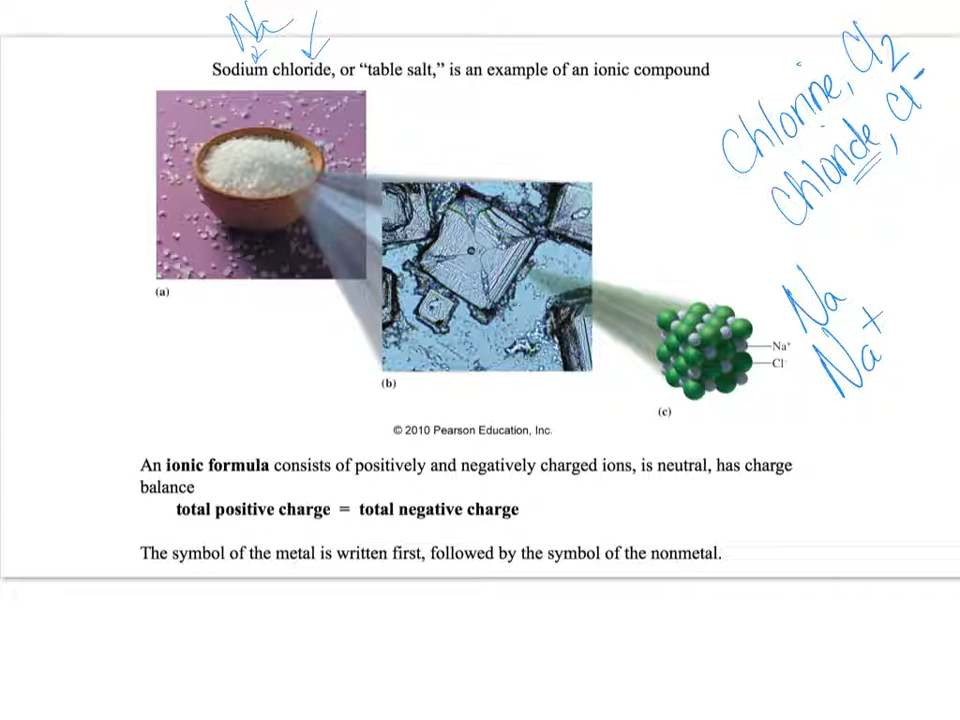 Na
Sodium chloride, or “table salt,” is an example of an ionic compound
Chlorine, Cl2
chloride, Cl-
(a)
Na
Na+
Na+
Cl-
(b)
(c)
© 2010 Pearson Education, Inc.
An ionic formula consists of positively and negatively charged ions, is neutral, has charge
balance
total positive charge = total negative charge
The symbol of the metal is written first, followed by the symbol of the nonmetal.